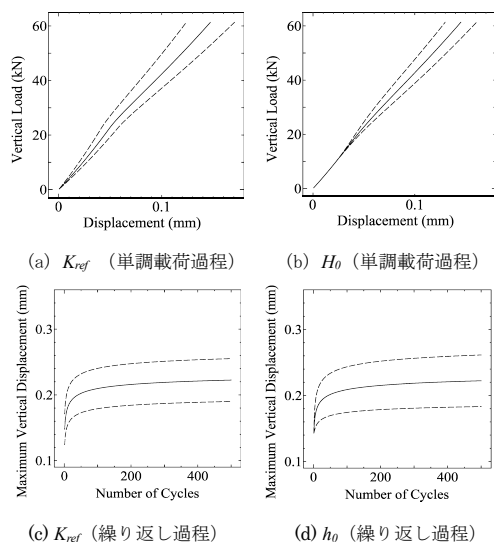 60
40
20
0
Vertical Load (kN)
0
0.1
Displacement (mm)
(a) Kref （単調載荷過程）
60
40
20
0
Vertical Load (kN)
0
0.1
Displacement (mm)
(b) H0 （単調載荷過程）
0.3
0.2
0.1
Maximum Vertical Displacement (mm)
0
200
400
Number of Cycles
(c) Kref （繰り返し過程）
0.3
0.2
0.1
Maximum Vertical Displacement (mm)
0
200
400
Number of Cycles
(d) h0 （繰り返し過程）